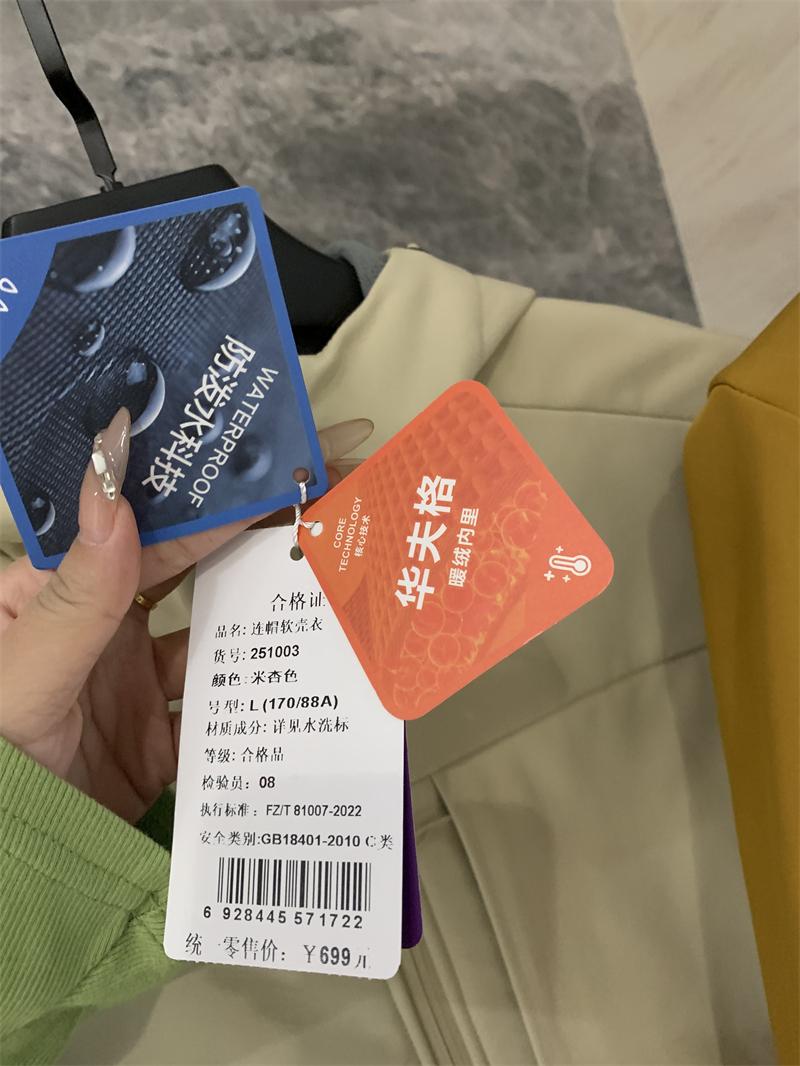 WATERPROOF
防泼水科技
CORE
TECHNOLOGY
核心技术
华夫格
暖绒内里
合格证
品名: 连帽软壳衣
货号: 251003
颜色: 米杏色
号型: L (170/88A)
材质成分: 详见水洗标
等级: 合格品
检验员: 08
执行标准: FZ/T 81007-2022
安全类别:GB18401-2010 C类
6 928445 571722
统一零售价: ¥699元